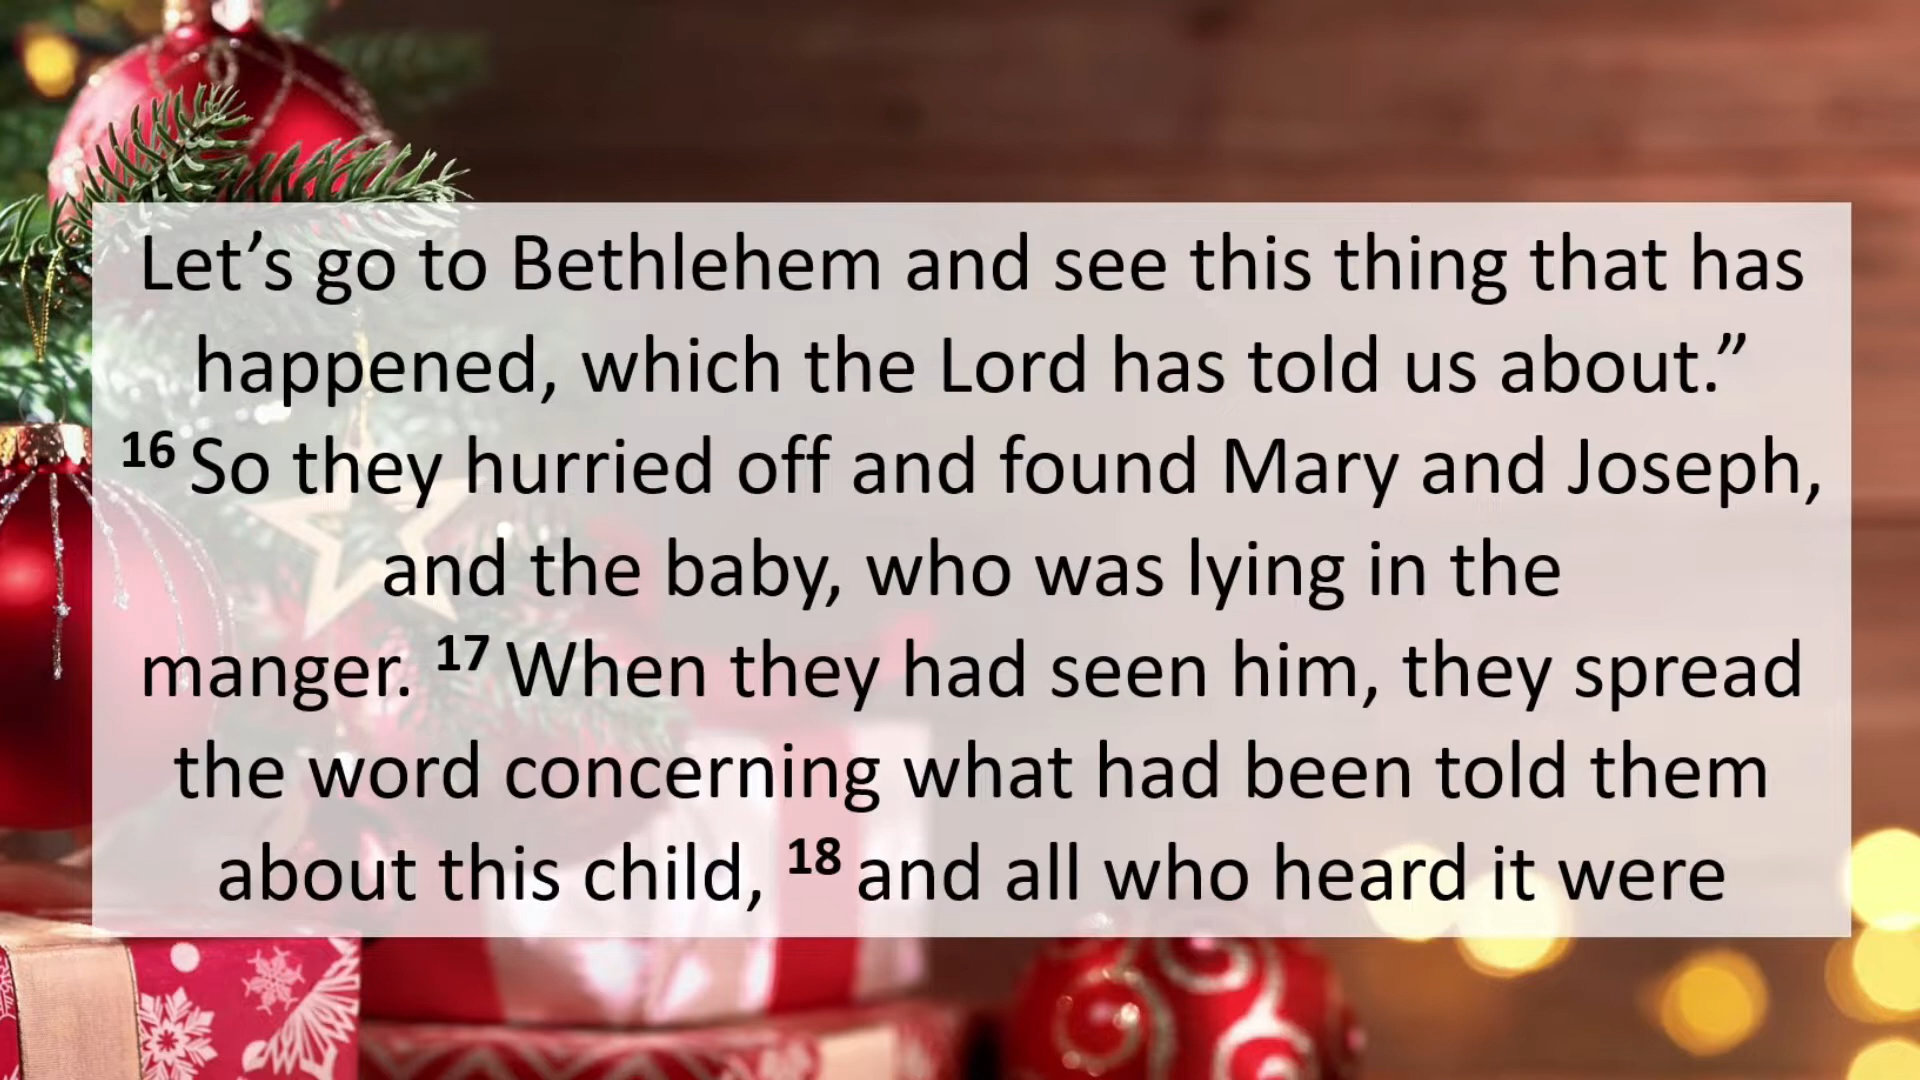 Let’s go to Bethlehem and see this thing that has
happened, which the Lord has told us about.”
16 So they hurried off and found Mary and Joseph,
and the baby, who was lying in the
manger. 17 When they had seen him, they spread
the word concerning what had been told them
about this child, 18 and all who heard it were